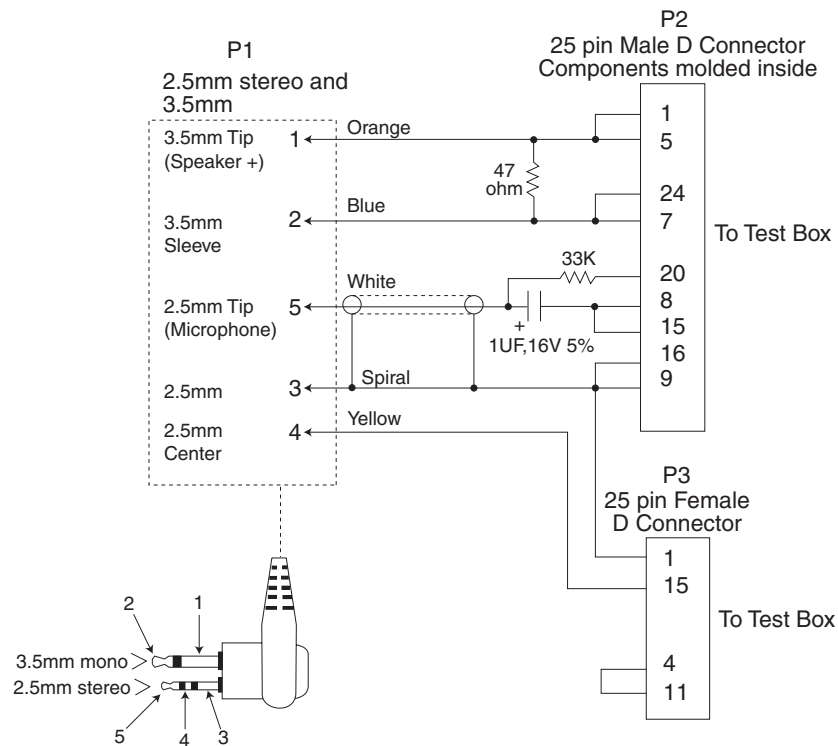 P1
2.5mm stereo and
3.5mm
P2
25 pin Male D Connector
Components molded inside
3.5mm Tip
(Speaker +)
1
Orange
1
5
47
ohm
3.5mm
Sleeve
2
Blue
24
7
To Test Box
2.5mm Tip
(Microphone)
5
White
33K
+
1UF,16V 5%
20
8
15
16
9
2.5mm
3
Spiral
2.5mm
Center
4
Yellow
P3
25 pin Female
D Connector
1
15
To Test Box
4
11
2
1
3.5mm mono
2.5mm stereo
5
4
3